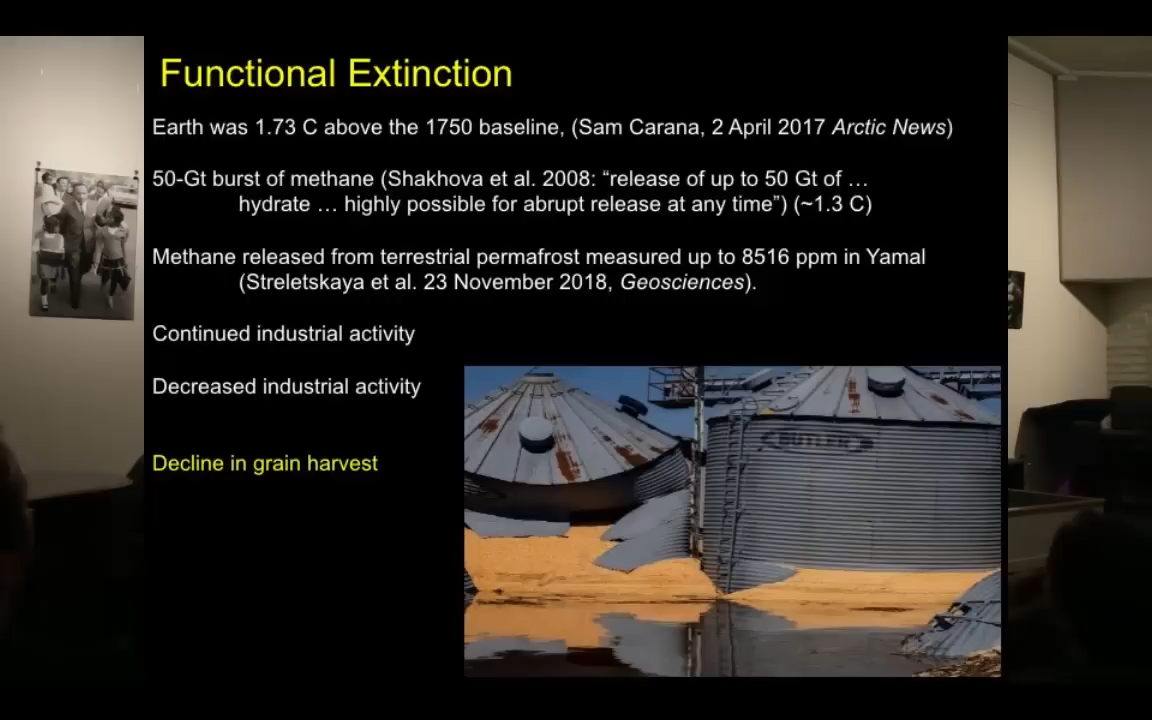 Functional Extinction
Earth was 1.73 C above the 1750 baseline, (Sam Carana, 2 April 2017 Arctic News)
50-Gt burst of methane (Shakhova et al. 2008: “release of up to 50 Gt of …
hydrate … highly possible for abrupt release at any time”) (~1.3 C)
Methane released from terrestrial permafrost measured up to 8516 ppm in Yamal
(Streletskaya et al. 23 November 2018, Geosciences).
Continued industrial activity
Decreased industrial activity
Decline in grain harvest
BUTLER